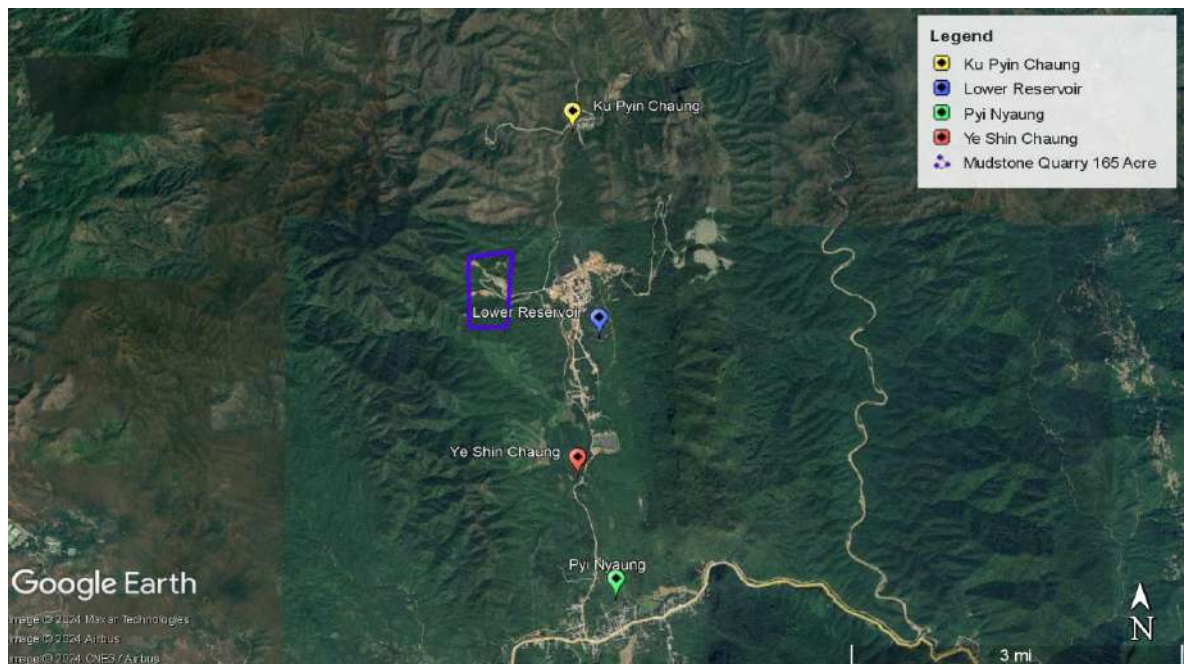 Legend
Ku Pyin Chaung
Lower Reservoir
Pyi Nyaung
Ye Shin Chaung
Mudstone Quarry 165 Acre
Ku Pyin Chaung
Lower Reservoir
Ye Shin Chaung
Pyi Nyaung
Google Earth
Image © 2024 Maxar Technologies
Image © 2024 Airbus
Image © 2024 CNES / Airbus
N
3 mi